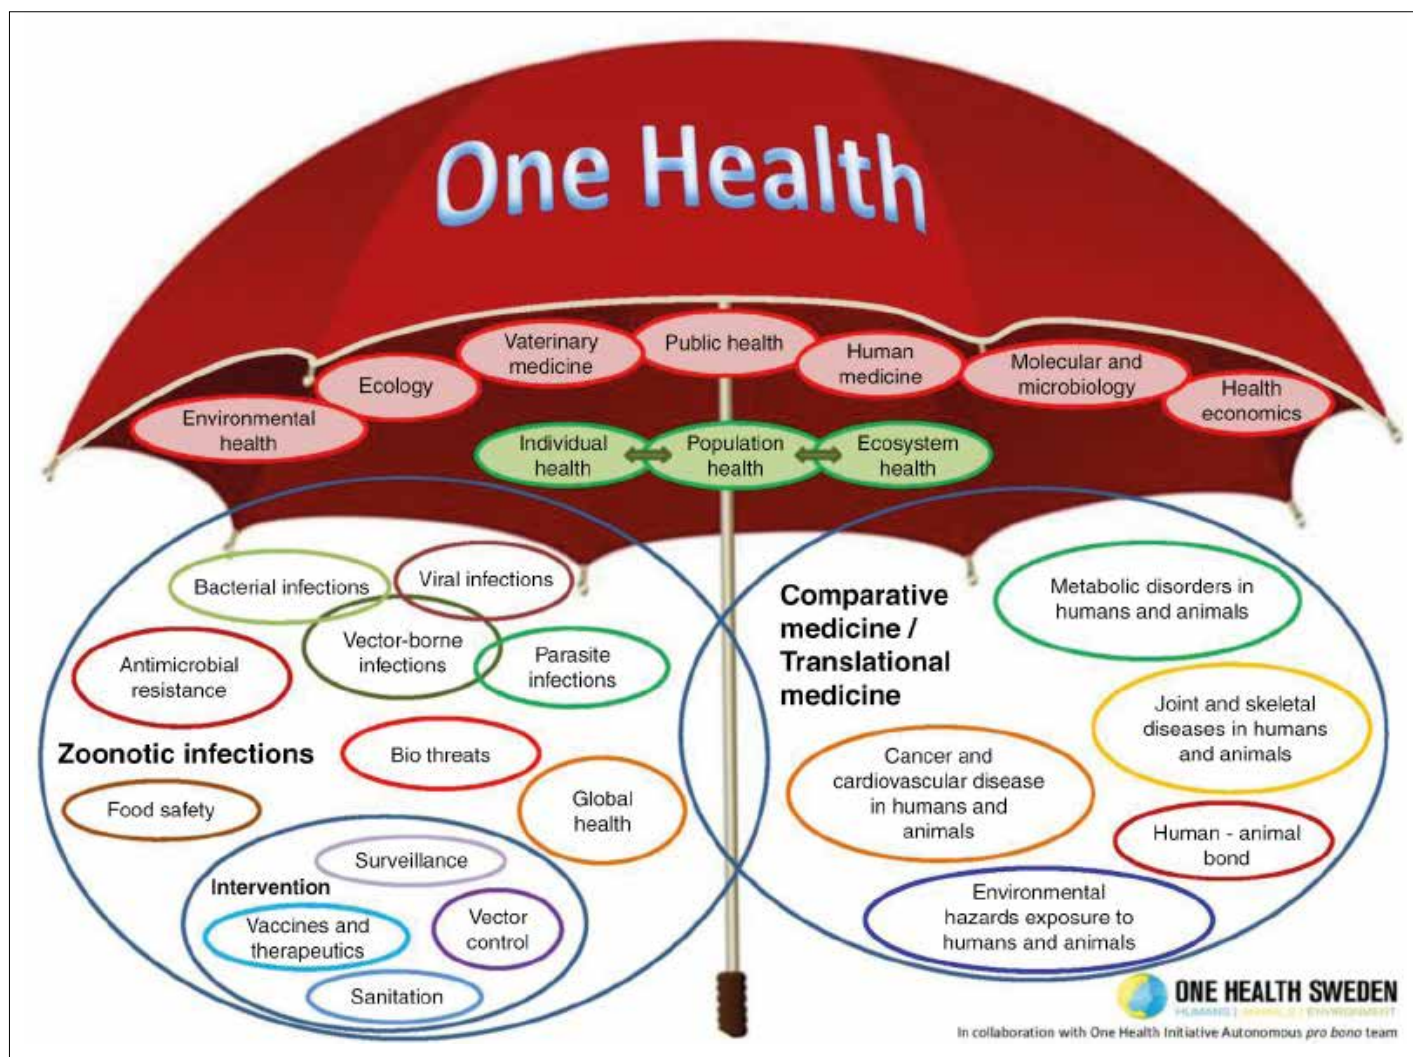 One Health
Vaterinary
medicine
Public health
Human
medicine
Molecular and
microbiology
Ecology
Health
economics
Environmental
health
Individual
health
Population
health
Ecosystem
health
Bacterial infections
Viral infections
Vector-borne
infections
Parasite
infections
Antimicrobial
resistance
Zoonotic infections
Bio threats
Food safety
Global
health
Surveillance
Intervention
Vaccines and
therapeutics
Vector
control
Sanitation
Comparative
medicine /
Translational
medicine
Metabolic disorders in
humans and animals
Joint and skeletal
diseases in humans
and animals
Cancer and
cardiovascular disease
in humans and
animals
Human - animal
bond
Environmental
hazards exposure to
humans and animals
ONE HEALTH SWEDEN
HUMANS | ANIMALS | ENVIRONMENT
In collaboration with One Health Initiative Autonomous pro bono team